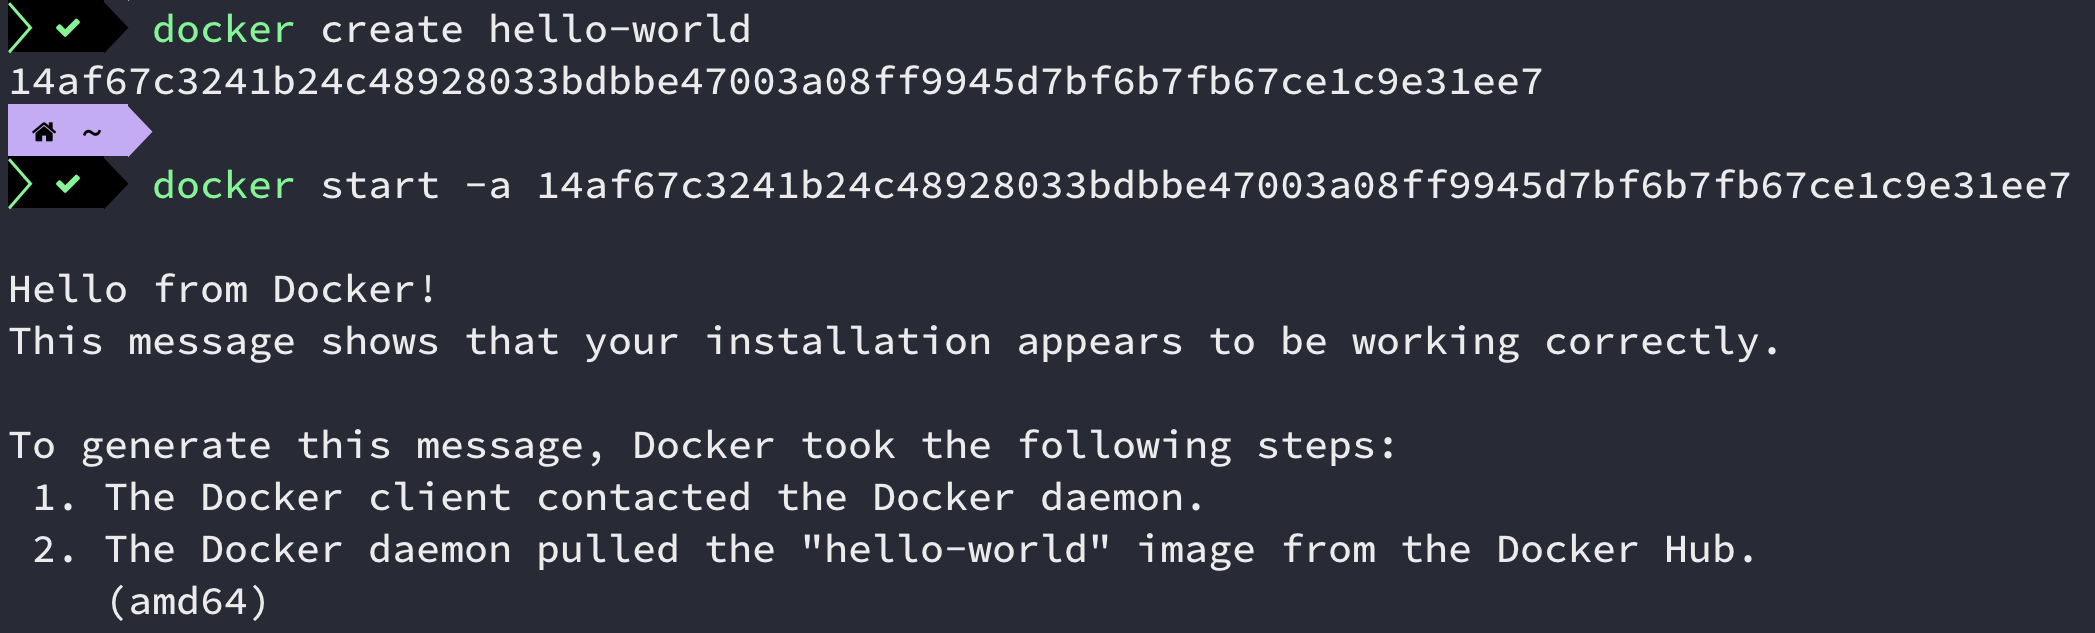 docker create hello-world
14af67c3241b24c48928033bdbbe47003a08ff9945d7bf6b7fb67ce1c9e31ee7
~
docker start -a 14af67c3241b24c48928033bdbbe47003a08ff9945d7bf6b7fb67ce1c9e31ee7
Hello from Docker!
This message shows that your installation appears to be working correctly.
To generate this message, Docker took the following steps:
1. The Docker client contacted the Docker daemon.
2. The Docker daemon pulled the "hello-world" image from the Docker Hub.
(amd64)